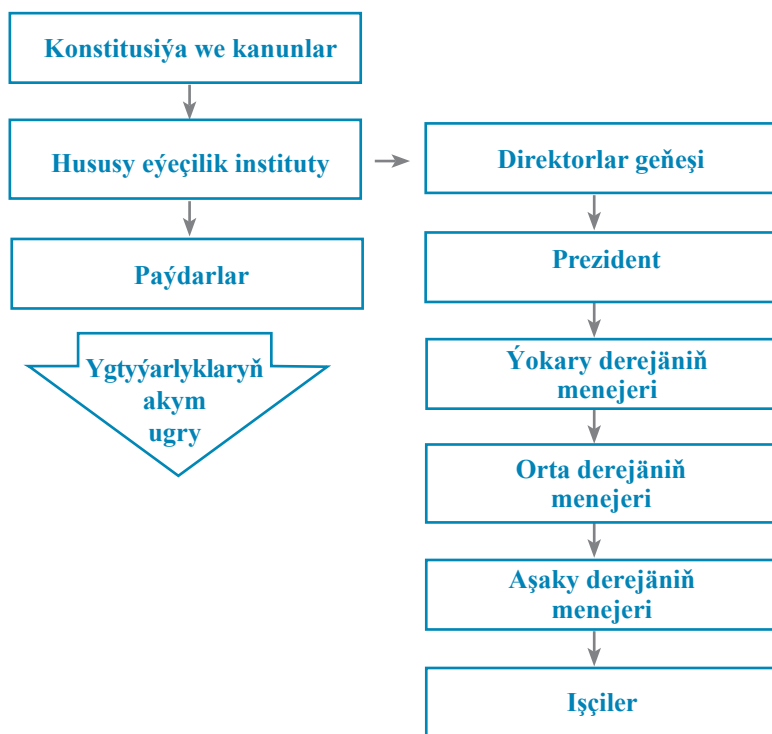 Konstitusiýa we kanunlar
Hususy eýeçilik instituty
Paýdarlar
Ygtyýarlyklaryň
akym
ugry
Direktorlar geňeşi
Prezident
Ýokary derejäniň
menejeri
Orta derejäniň
menejeri
Aşaky derejäniň
menejeri
Işçiler